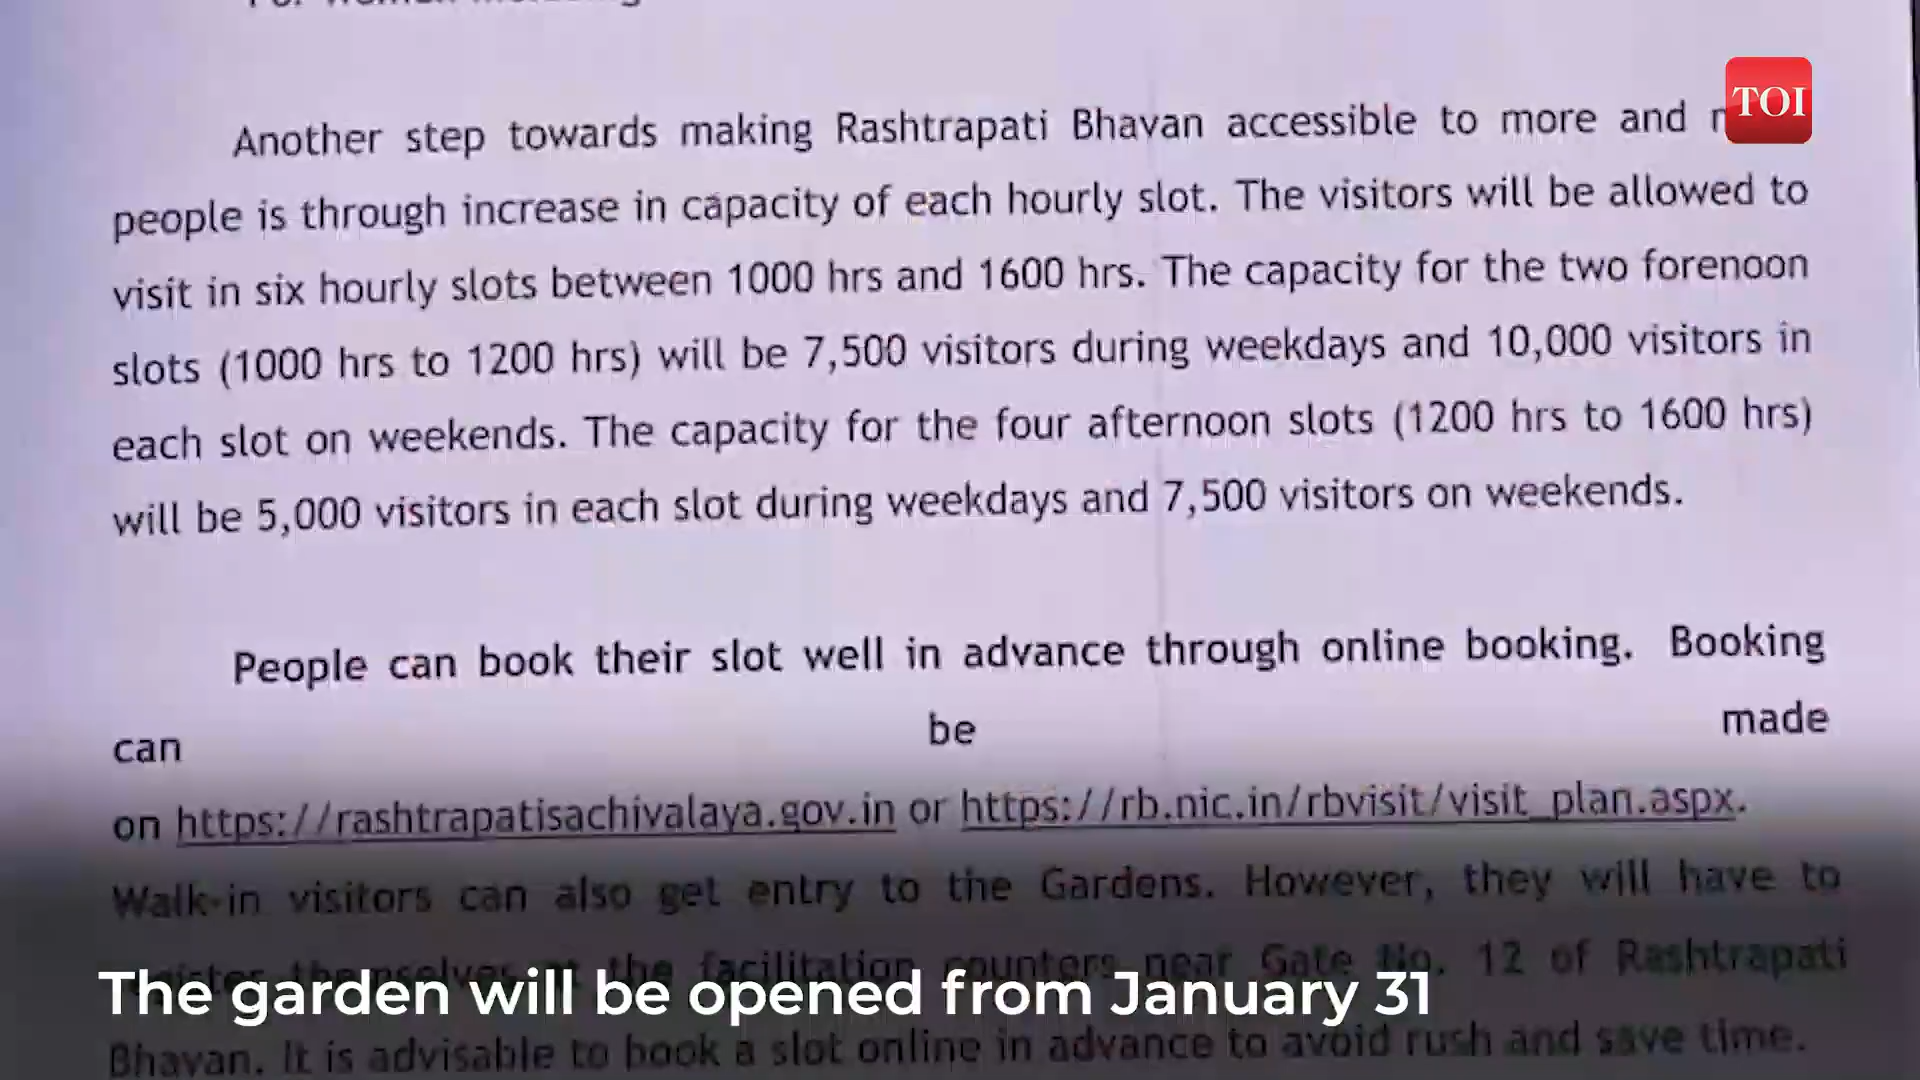 TOI
Another step towards making Rashtrapati Bhavan accessible to more and
people is through increase in capacity of each hourly slot. The visitors will be allowed to
visit in six hourly slots between 1000 hrs and 1600 hrs. The capacity for the two forenoon
slots (1000 hrs to 1200 hrs) will be 7,500 visitors during weekdays and 10,000 visitors in
each slot on weekends. The capacity for the four afternoon slots (1200 hrs to 1600 hrs)
will be 5,000 visitors in each slot during weekdays and 7,500 visitors on weekends.
People can book their slot well in advance through online booking. Booking
can be made
on https://rashtrapatisachivalaya.gov.in or https://rb.nic.in/rbvisit/visit_plan.aspx.
Walk-in visitors can also get entry to the Gardens. However, they will have to
themselves at the facilitation counters near Gate No. 12 of Rashtrapati
The garden will be opened from January 31
Bhavan. It is advisable to book a slot online in advance to avoid rush and save time.